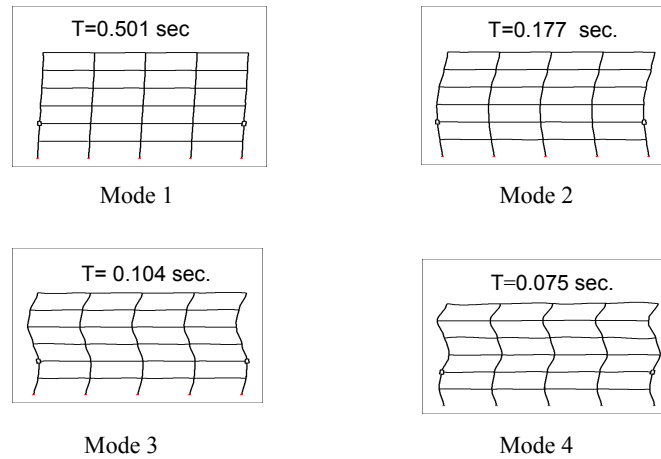 T=0.501 sec
T=0.177 sec.
Mode 1
Mode 2
T= 0.104 sec.
T=0.075 sec.
Mode 3
Mode 4